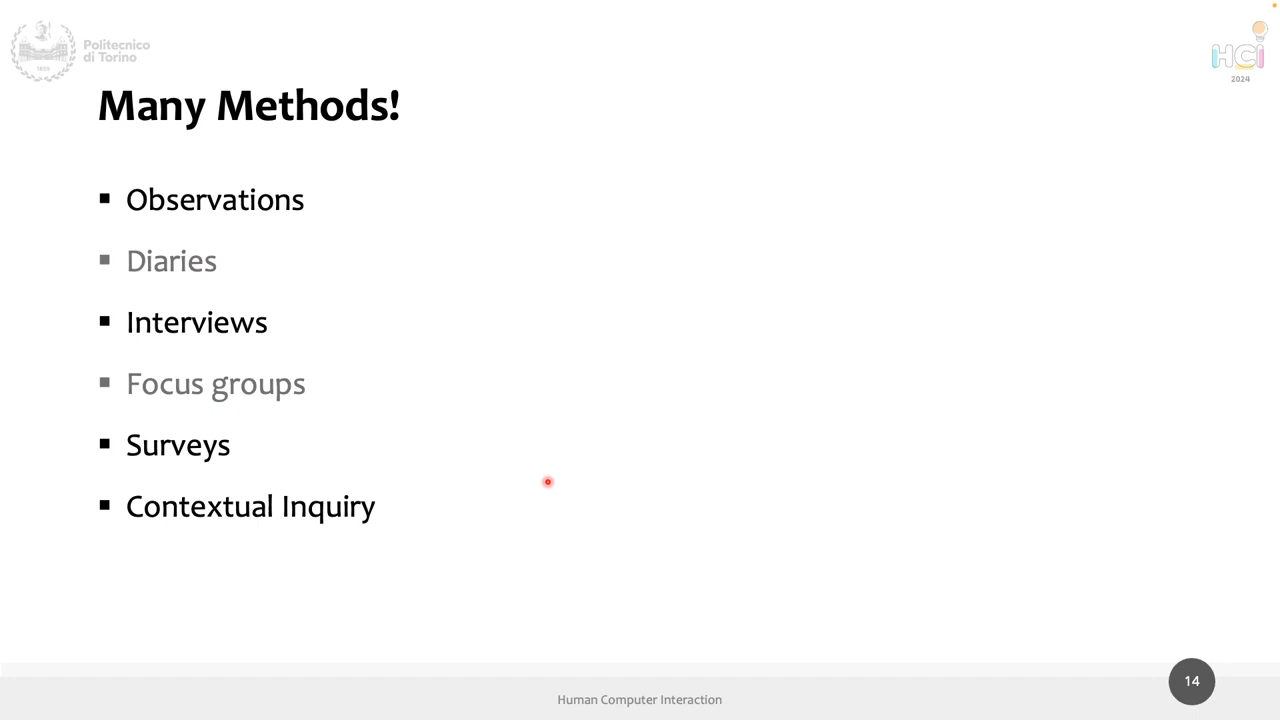 Politecnico
di Torino
1859
HCI
2024
Many Methods!
Observations
Diaries
Interviews
Focus groups
Surveys
Contextual Inquiry
Human Computer Interaction
14